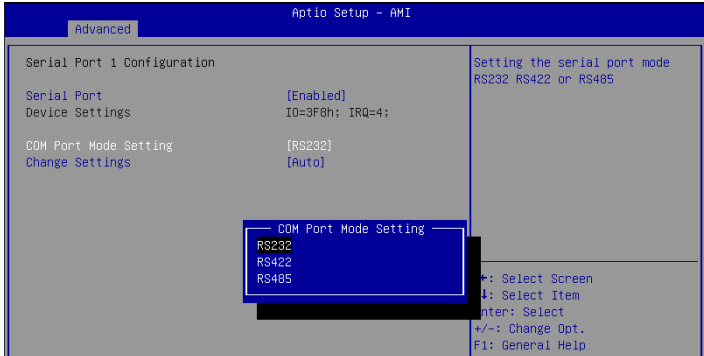 Aptio Setup – AMI
Advanced
Serial Port 1 Configuration
Serial Port [Enabled]
Device Settings IO=3F8h; IRQ=4;
COM Port Mode Setting [RS232]
Change Settings [Auto]
Setting the serial port mode
RS232 RS422 or RS485
COM Port Mode Setting
RS232
RS422
RS485
: Select Screen
: Select Item
nter: Select
+/-: Change Opt.
F1: General Help